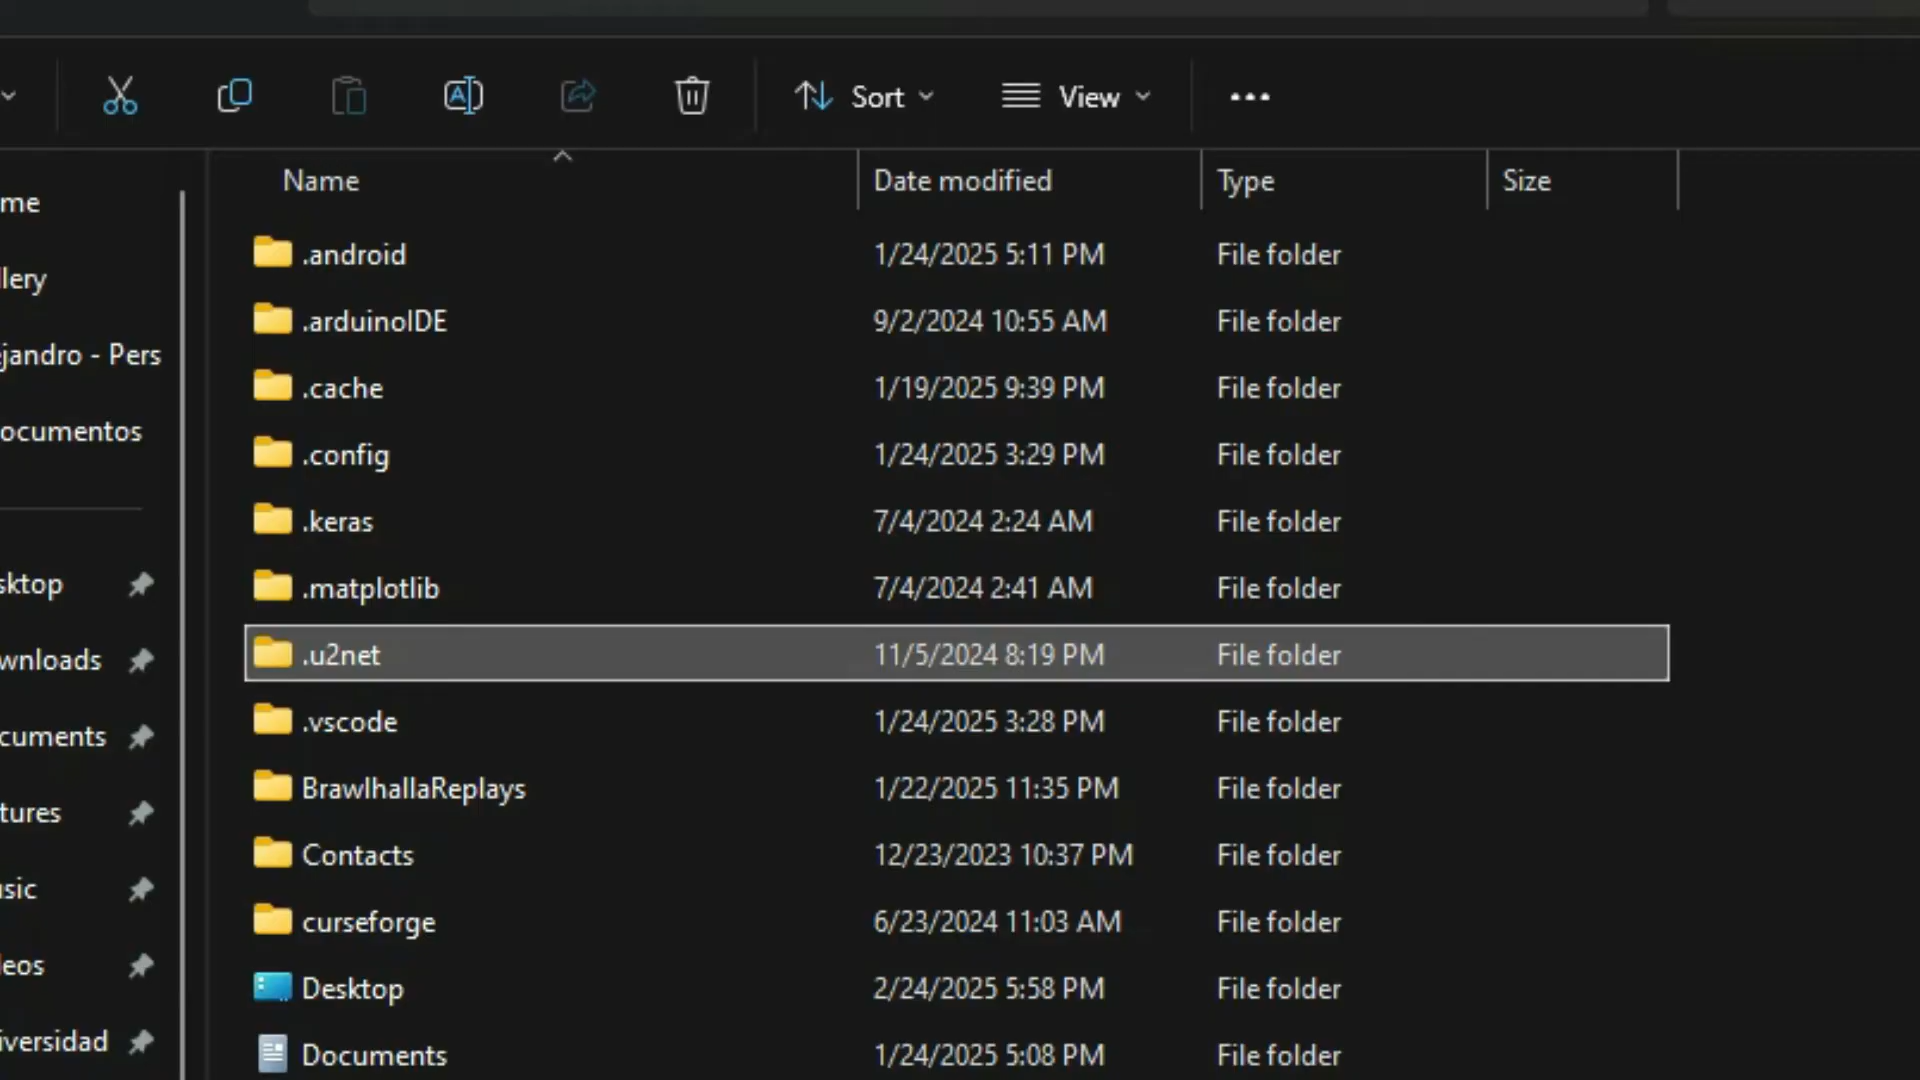 Sort View
Name Date modified Type Size
me
.android 1/24/2025 5:11 PM File folder
llery
.arduinoIDE 9/2/2024 10:55 AM File folder
ejandro - Pers
.cache 1/19/2025 9:39 PM File folder
ocumentos
.config 1/24/2025 3:29 PM File folder
.keras 7/4/2024 2:24 AM File folder
sktop
.matplotlib 7/4/2024 2:41 AM File folder
wnloads
.u2net 11/5/2024 8:19 PM File folder
cuments
.vscode 1/24/2025 3:28 PM File folder
tures
BrawlhallaReplays 1/22/2025 11:35 PM File folder
usic
Contacts 12/23/2023 10:37 PM File folder
curseforge 6/23/2024 11:03 AM File folder
deos
Desktop 2/24/2025 5:58 PM File folder
iversidad
Documents 1/24/2025 5:08 PM File folder